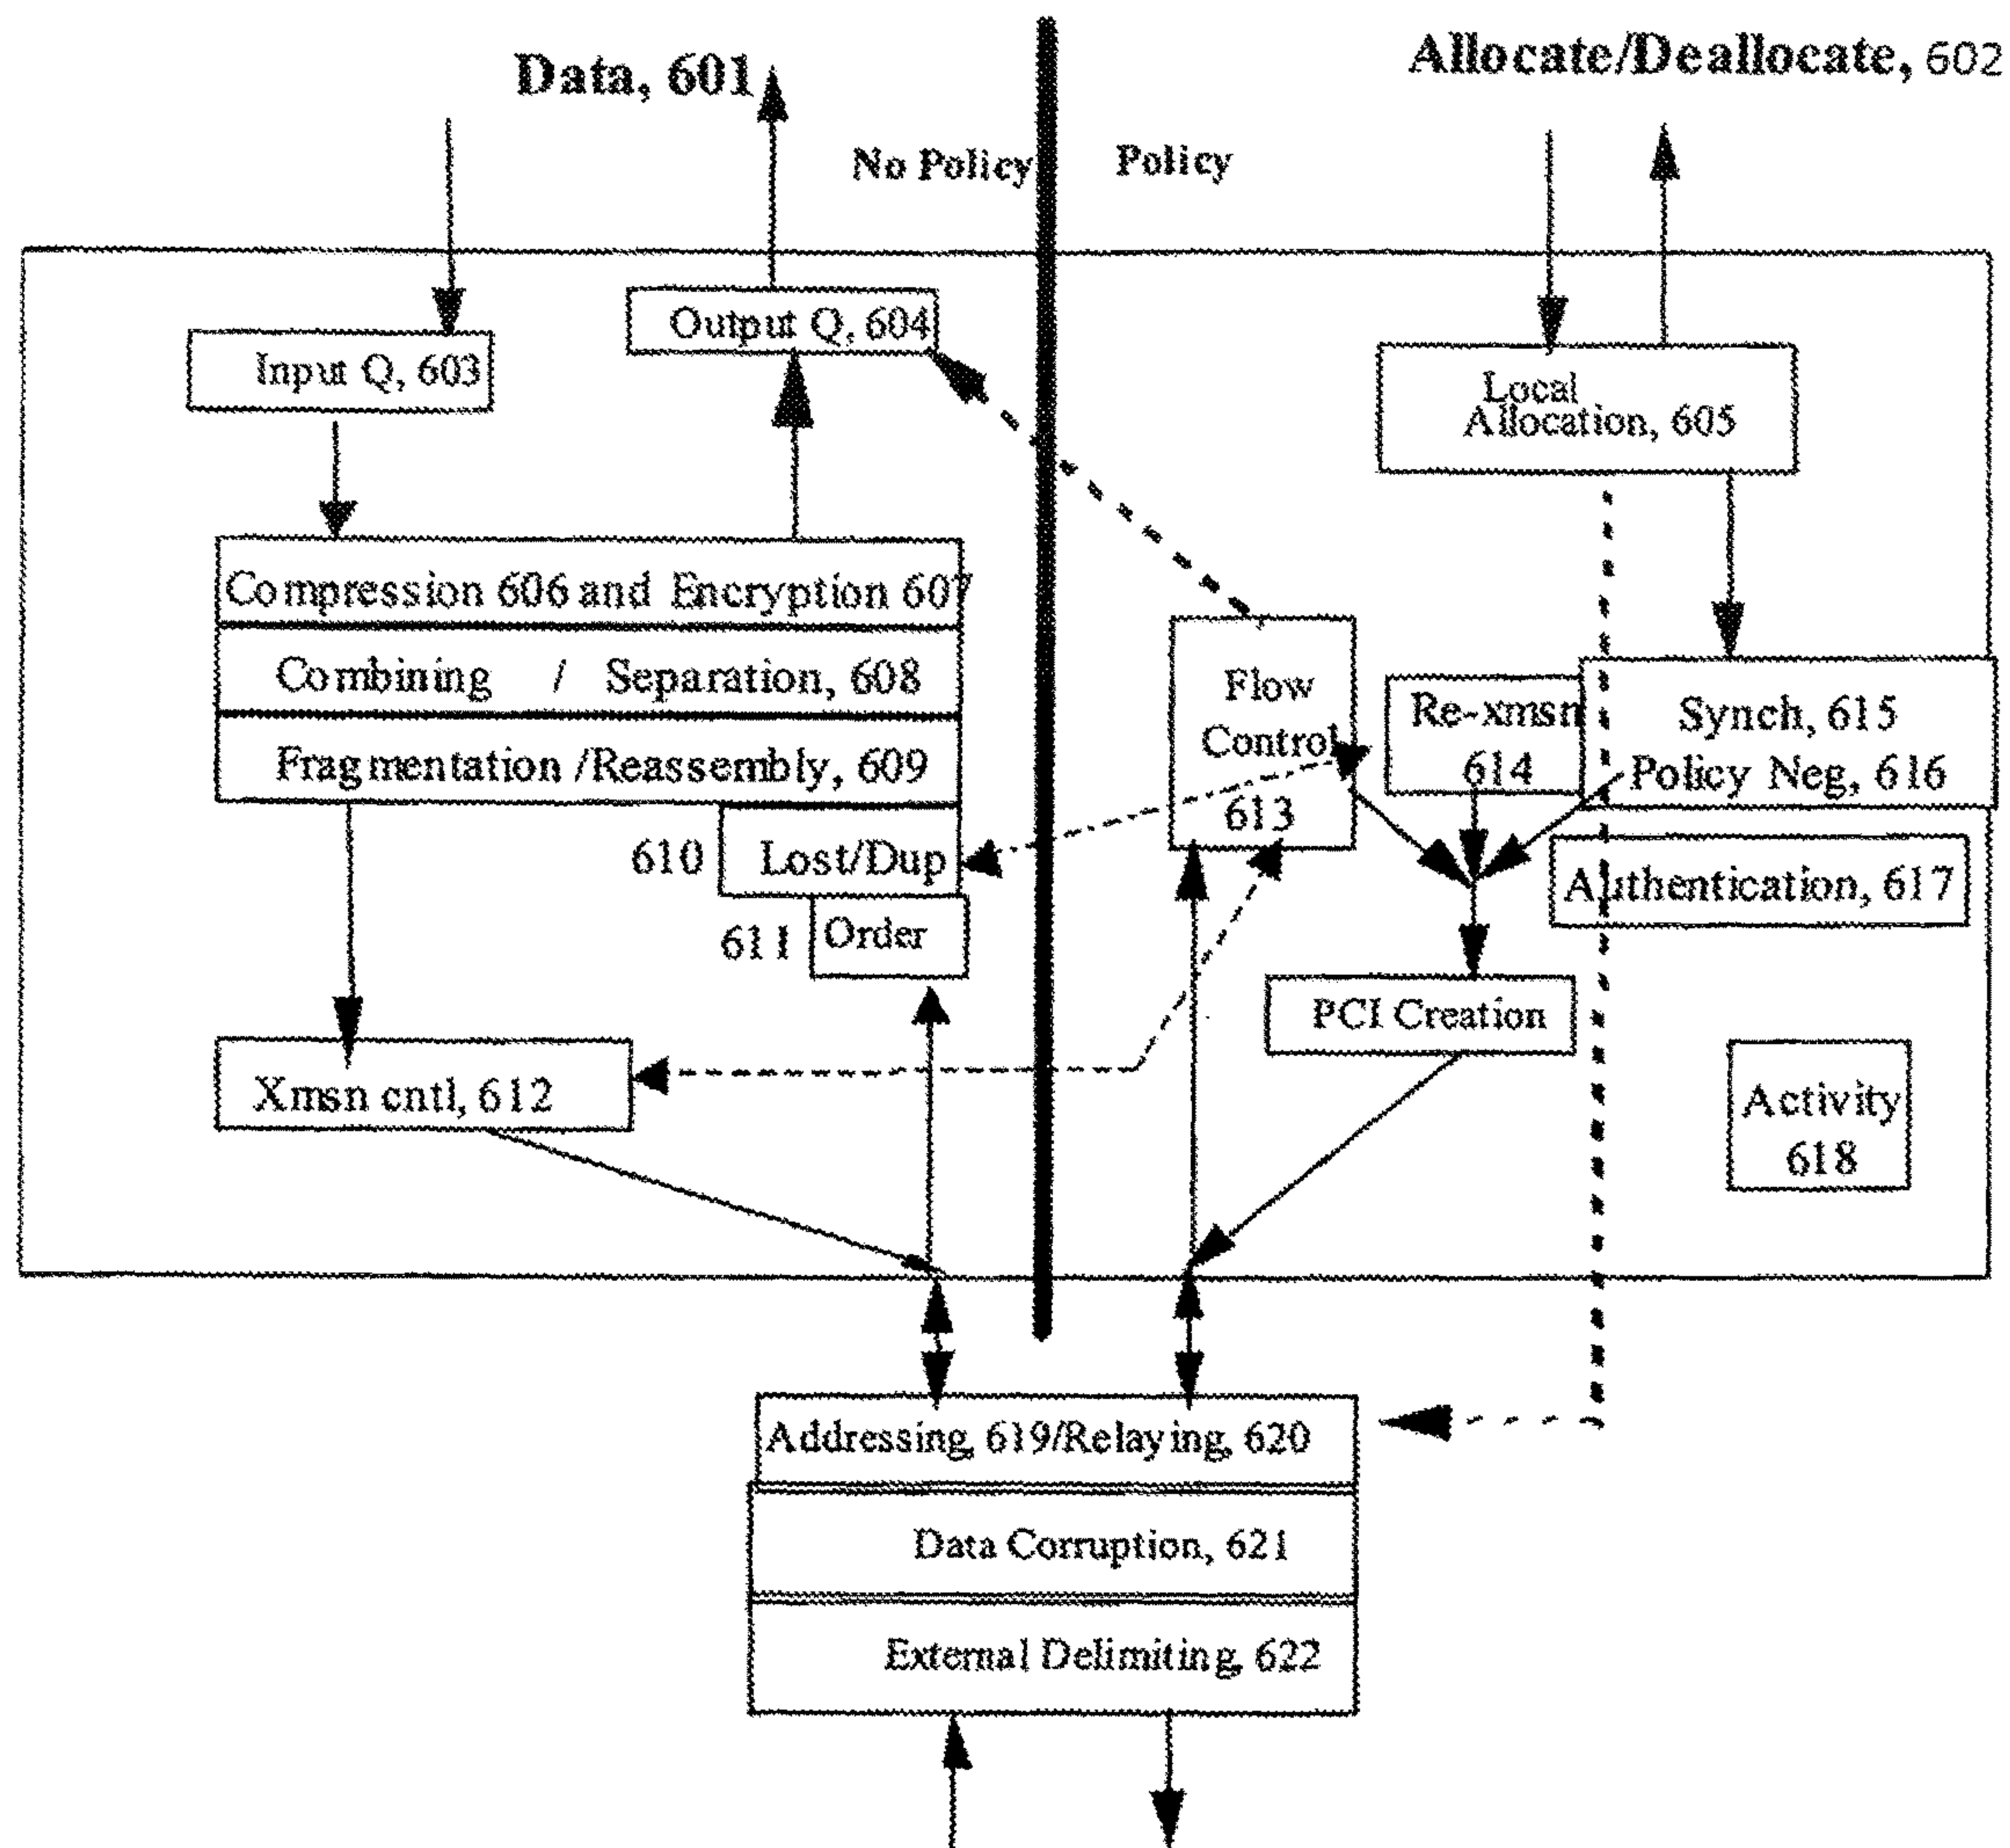 Data, 601
Allocate/Deallocate, 602
No Policy
Policy
Output Q, 604
Input Q, 603
Local
Allocation, 605
Compression 606 and Encryption 607
Combining / Separation, 608
Fragmentation /Reassembly, 609
610
Lost/Dup
611
Order
Xmsn cntl, 612
Flow
Control
613
Re-xmsn
614
Synch, 615
Policy Neg, 616
Authentication, 617
PCI Creation
Activity
618
Addressing, 619/Relaying, 620
Data Corruption, 621
External Delimiting, 622